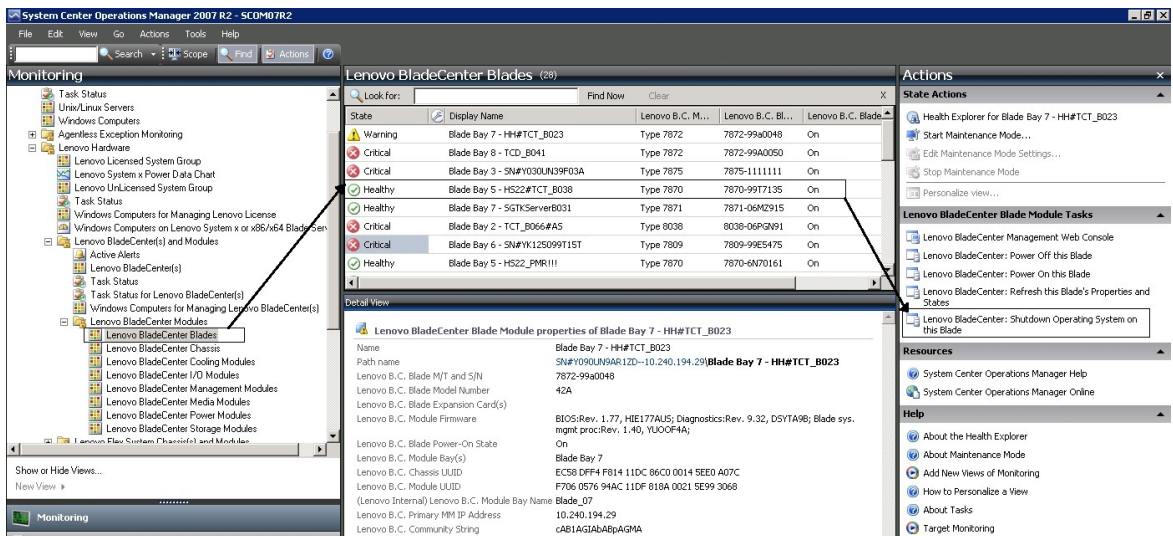 System Center Operations Manager 2007 R2 - SCOM07R2
File Edit View Go Actions Tools Help
Search Scope Find Actions
Monitoring
Task Status
Unix/Linux Servers
Windows Computers
Agentless Exception Monitoring
Lenovo Hardware
Lenovo Licensed System Group
Lenovo System x Power Data Chart
Lenovo UnLicensed System Group
Task Status
Windows Computers for Managing Lenovo License
Windows Computers on Lenovo System x or x86/x64 Blade Serv
Lenovo BladeCenter(s) and Modules
Active Alerts
Lenovo BladeCenter(s)
Task Status
Task Status for Lenovo BladeCenter(s)
Windows Computers for Managing Lenovo BladeCenter(s)
Lenovo BladeCenter Modules
Lenovo BladeCenter Blades
Lenovo BladeCenter Chassis
Lenovo BladeCenter Cooling Modules
Lenovo BladeCenter I/O Modules
Lenovo BladeCenter Management Modules
Lenovo BladeCenter Media Modules
Lenovo BladeCenter Power Modules
Lenovo BladeCenter Storage Modules
Lenovo Flex System Chassis(s) and Modules
Show or Hide Views...
New View
Monitoring
Lenovo BladeCenter Blades (28)
Look for: Find Now Clear X
State Display Name Lenovo B.C. M... Lenovo B.C. Bl... Lenovo B.C. Blade
Warning Blade Bay 7 - HH#TCT_B023 Type 7872 7872-99a0048 On
Critical Blade Bay 8 - TCD_B041 Type 7872 7872-99A0050 On
Critical Blade Bay 3 - SN#Y030UN39F03A Type 7875 7875-1111111 On
Healthy Blade Bay 5 - HS22#TCT_B038 Type 7870 7870-99T7135 On
Healthy Blade Bay 7 - SGTKServerB031 Type 7871 7871-06MZ915 On
Critical Blade Bay 2 - TCT_B066#AS Type 8038 8038-06PGN91 On
Critical Blade Bay 6 - SN#YK125099T15T Type 7809 7809-99E5475 On
Healthy Blade Bay 5 - HS22_PMR!!! Type 7870 7870-6N70161 On
Detail View
Lenovo BladeCenter Blade Module properties of Blade Bay 7 - HH#TCT_B023
Name Blade Bay 7 - HH#TCT_B023
Path name SN#Y090UN9AR1ZD--10.240.194.29\Blade Bay 7 - HH#TCT_B023
Lenovo B.C. Blade M/T and S/N 7872-99a0048
Lenovo B.C. Blade Model Number 42A
Lenovo B.C. Blade Expansion Card(s)
Lenovo B.C. Module Firmware BIOS:Rev. 1.77, HIE177AUS; Diagnostics:Rev. 9.32, DSYTA9B; Blade sys. mgmt proc:Rev. 1.40, YUOOF4A;
Lenovo B.C. Blade Power-On State On
Lenovo B.C. Module Bay(s) Blade Bay 7
Lenovo B.C. Chassis UUID EC58 DFF4 F814 11DC 86C0 0014 5EE0 A07C
Lenovo B.C. Module UUID F706 0576 94AC 11DF 818A 0021 5E99 3068
(Lenovo Internal) Lenovo B.C. Module Bay Name Blade_07
Lenovo B.C. Primary MM IP Address 10.240.194.29
Lenovo B.C. Community String cAB1AGIAbABpAGMA
Actions X
State Actions
Health Explorer for Blade Bay 7 - HH#TCT_B023
Start Maintenance Mode...
Edit Maintenance Mode Settings...
Stop Maintenance Mode
Personalize view...
Lenovo BladeCenter Blade Module Tasks
Lenovo BladeCenter Management Web Console
Lenovo BladeCenter: Power Off this Blade
Lenovo BladeCenter: Power On this Blade
Lenovo BladeCenter: Refresh this Blade's Properties and
States
Lenovo BladeCenter: Shutdown Operating System on
this Blade
Resources
System Center Operations Manager Help
System Center Operations Manager Online
Help
About the Health Explorer
About Maintenance Mode
Add New Views of Monitoring
How to Personalize a View
About Tasks
Target Monitoring